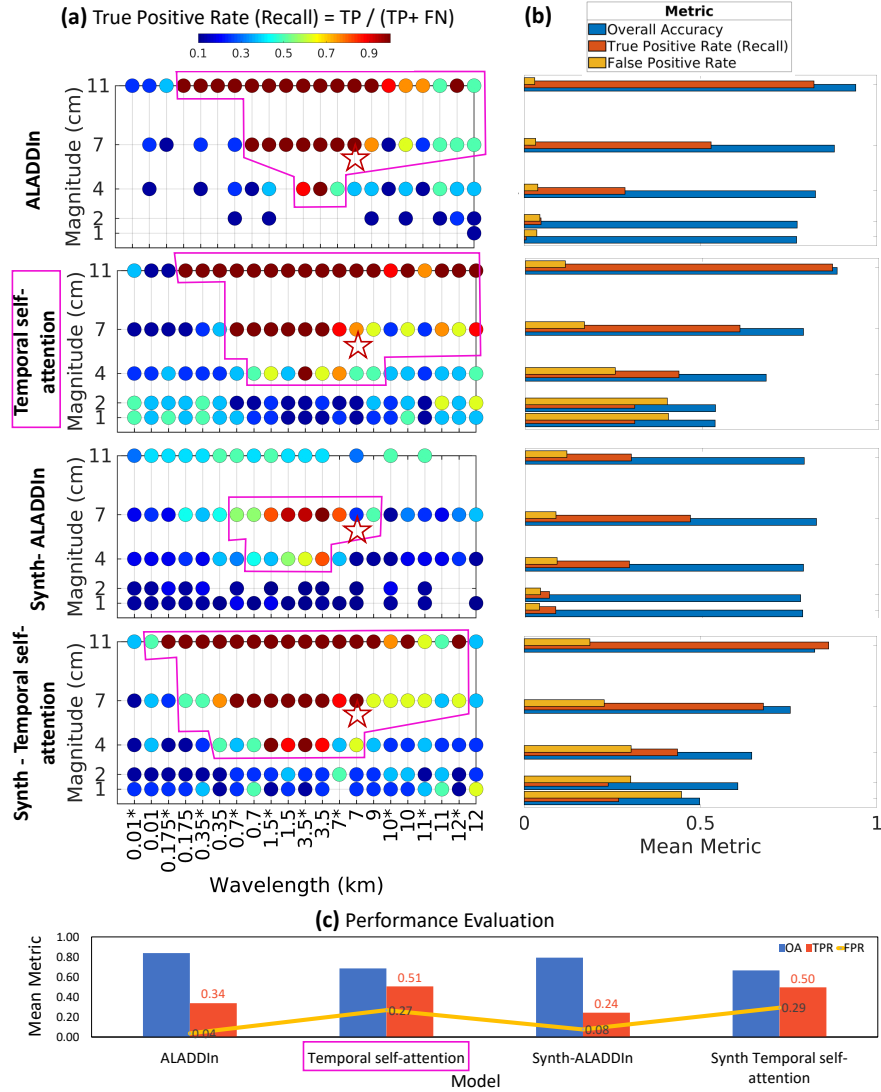 (a) True Positive Rate (Recall) = TP / (TP+ FN)
0.1 0.3 0.5 0.7 0.9
ALADDIn
Magnitude (cm)
11
7
4
2
1
Temporal self-
attention
Magnitude (cm)
11
7
4
2
1
Synth- ALADDIn
Magnitude (cm)
11
7
4
2
1
Synth - Temporal self-
attention
Magnitude (cm)
11
7
4
2
1
0.01* 0.01 0.175* 0.175 0.35* 0.35 0.7* 0.7 1.5* 1.5 3.5* 3.5 7* 7 9 10* 10 11* 11 12* 12
Wavelength (km)
(b)
Metric
Overall Accuracy
True Positive Rate (Recall)
False Positive Rate
0 0.5 1
Mean Metric
(c) Performance Evaluation
Mean Metric
1.00
0.80
0.60
0.40
0.20
0.00
OA TPR FPR
0.34 0.51 0.24 0.50
0.04 0.27 0.08 0.29
ALADDIn Temporal self-attention Synth-ALADDIn Synth Temporal self-
attention
Model